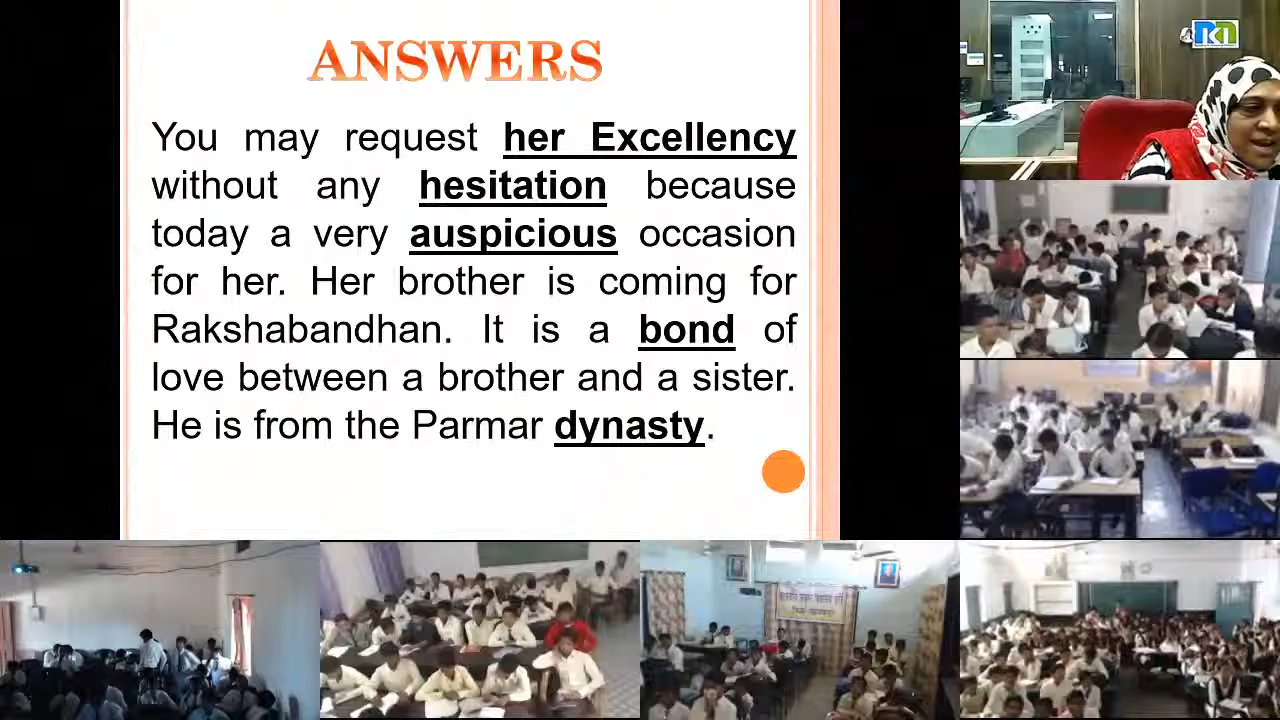 ANSWERS
You may request her Excellency
without any hesitation because
today a very auspicious occasion
for her. Her brother is coming for
Rakshabandhan. It is a bond of
love between a brother and a sister.
He is from the Parmar dynasty.